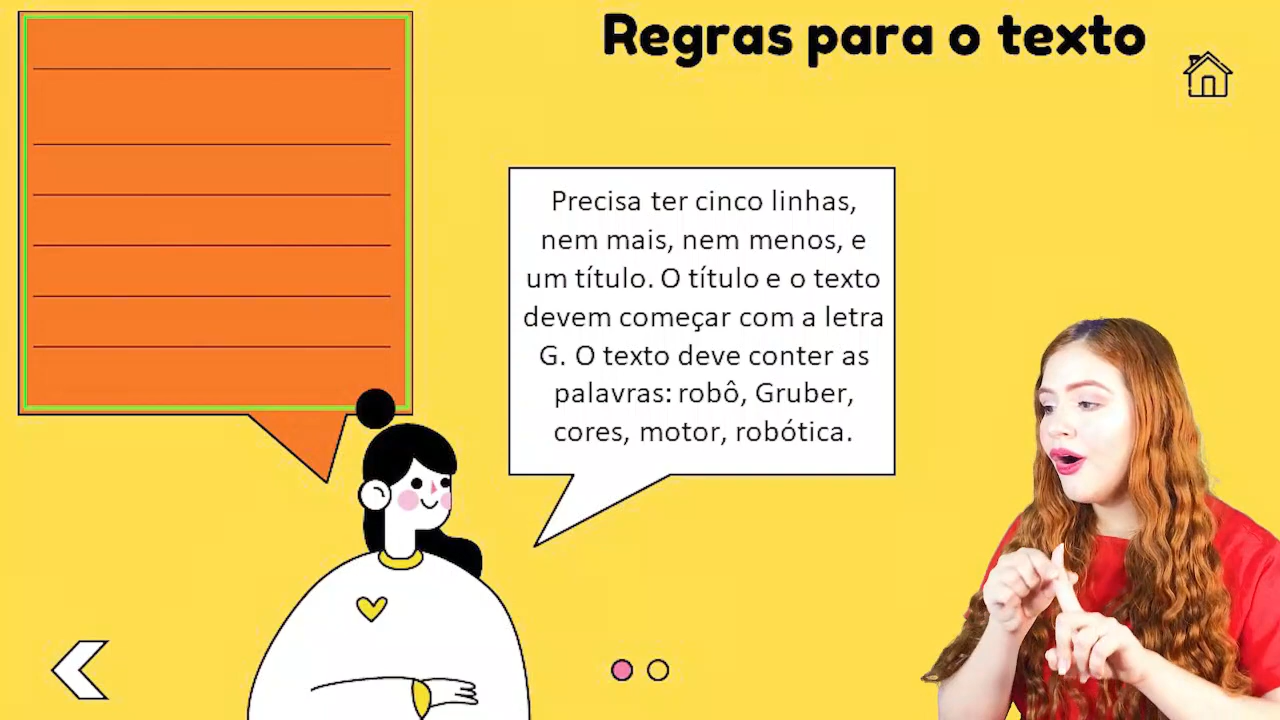 Regras para o texto
Precisa ter cinco linhas,
nem mais, nem menos, e
um título. O título e o texto
devem começar com a letra
G. O texto deve conter as
palavras: robô, Gruber,
cores, motor, robótica.